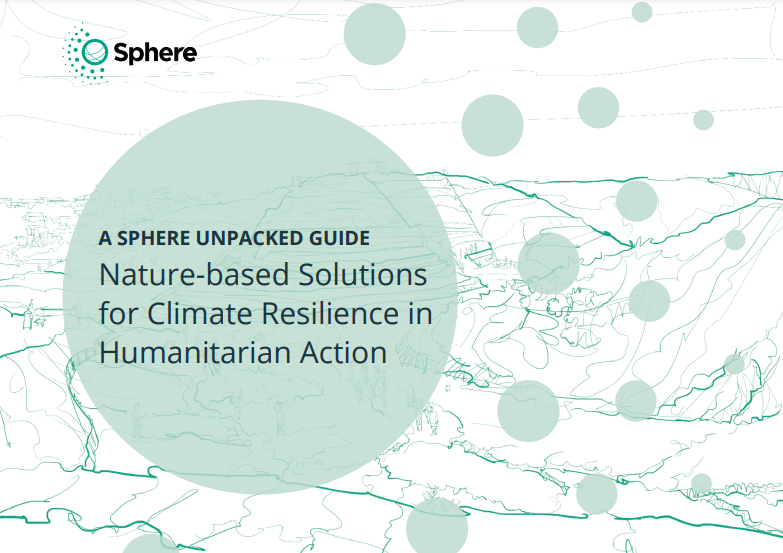 Sphere
A SPHERE UNPACKED GUIDE
Nature-based Solutions
for Climate Resilience in
Humanitarian Action